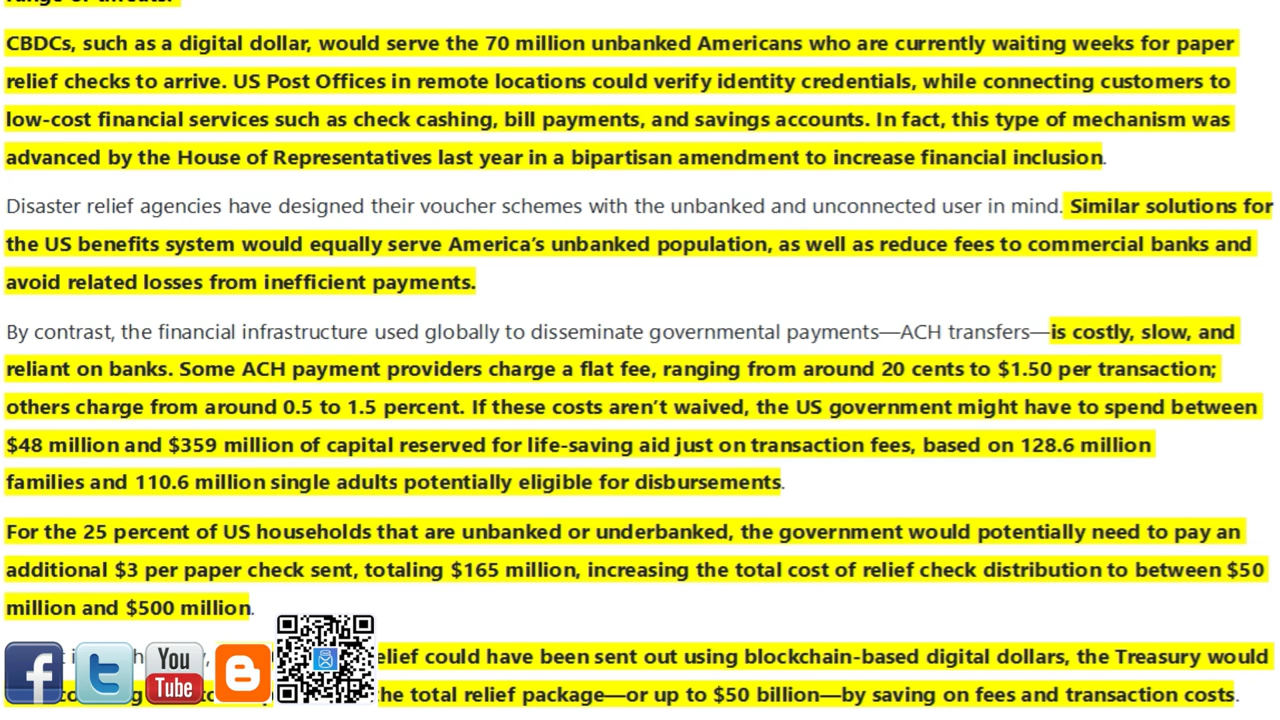 range of threats.
CBDCs, such as a digital dollar, would serve the 70 million unbanked Americans who are currently waiting weeks for paper
relief checks to arrive. US Post Offices in remote locations could verify identity credentials, while connecting customers to
low-cost financial services such as check cashing, bill payments, and savings accounts. In fact, this type of mechanism was
advanced by the House of Representatives last year in a bipartisan amendment to increase financial inclusion.
Disaster relief agencies have designed their voucher schemes with the unbanked and unconnected user in mind. Similar solutions for
the US benefits system would equally serve America's unbanked population, as well as reduce fees to commercial banks and
avoid related losses from inefficient payments.
By contrast, the financial infrastructure used globally to disseminate governmental payments—ACH transfers—is costly, slow, and
reliant on banks. Some ACH payment providers charge a flat fee, ranging from around 20 cents to $1.50 per transaction;
others charge from around 0.5 to 1.5 percent. If these costs aren't waived, the US government might have to spend between
$48 million and $359 million of capital reserved for life-saving aid just on transaction fees, based on 128.6 million
families and 110.6 million single adults potentially eligible for disbursements.
For the 25 percent of US households that are unbanked or underbanked, the government would potentially need to pay an
additional $3 per paper check sent, totaling $165 million, increasing the total cost of relief check distribution to between $50
million and $500 million.
could have been sent out using blockchain-based digital dollars, the Treasury would
the total relief package—or up to $50 billion—by saving on fees and transaction costs.
f t You Tube B